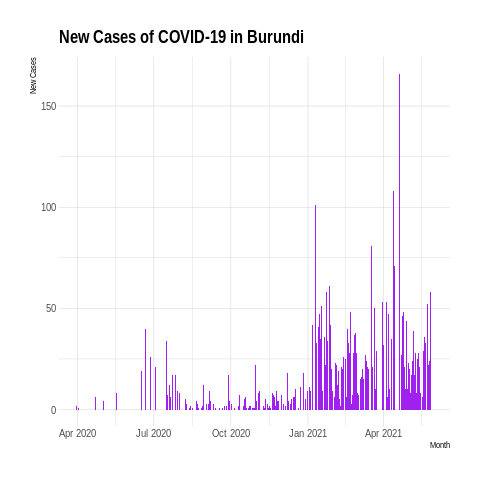 New Cases of COVID-19 in Burundi
New Cases
150
100
50
0
Apr 2020 Jul 2020 Oct 2020 Jan 2021 Apr 2021
Month